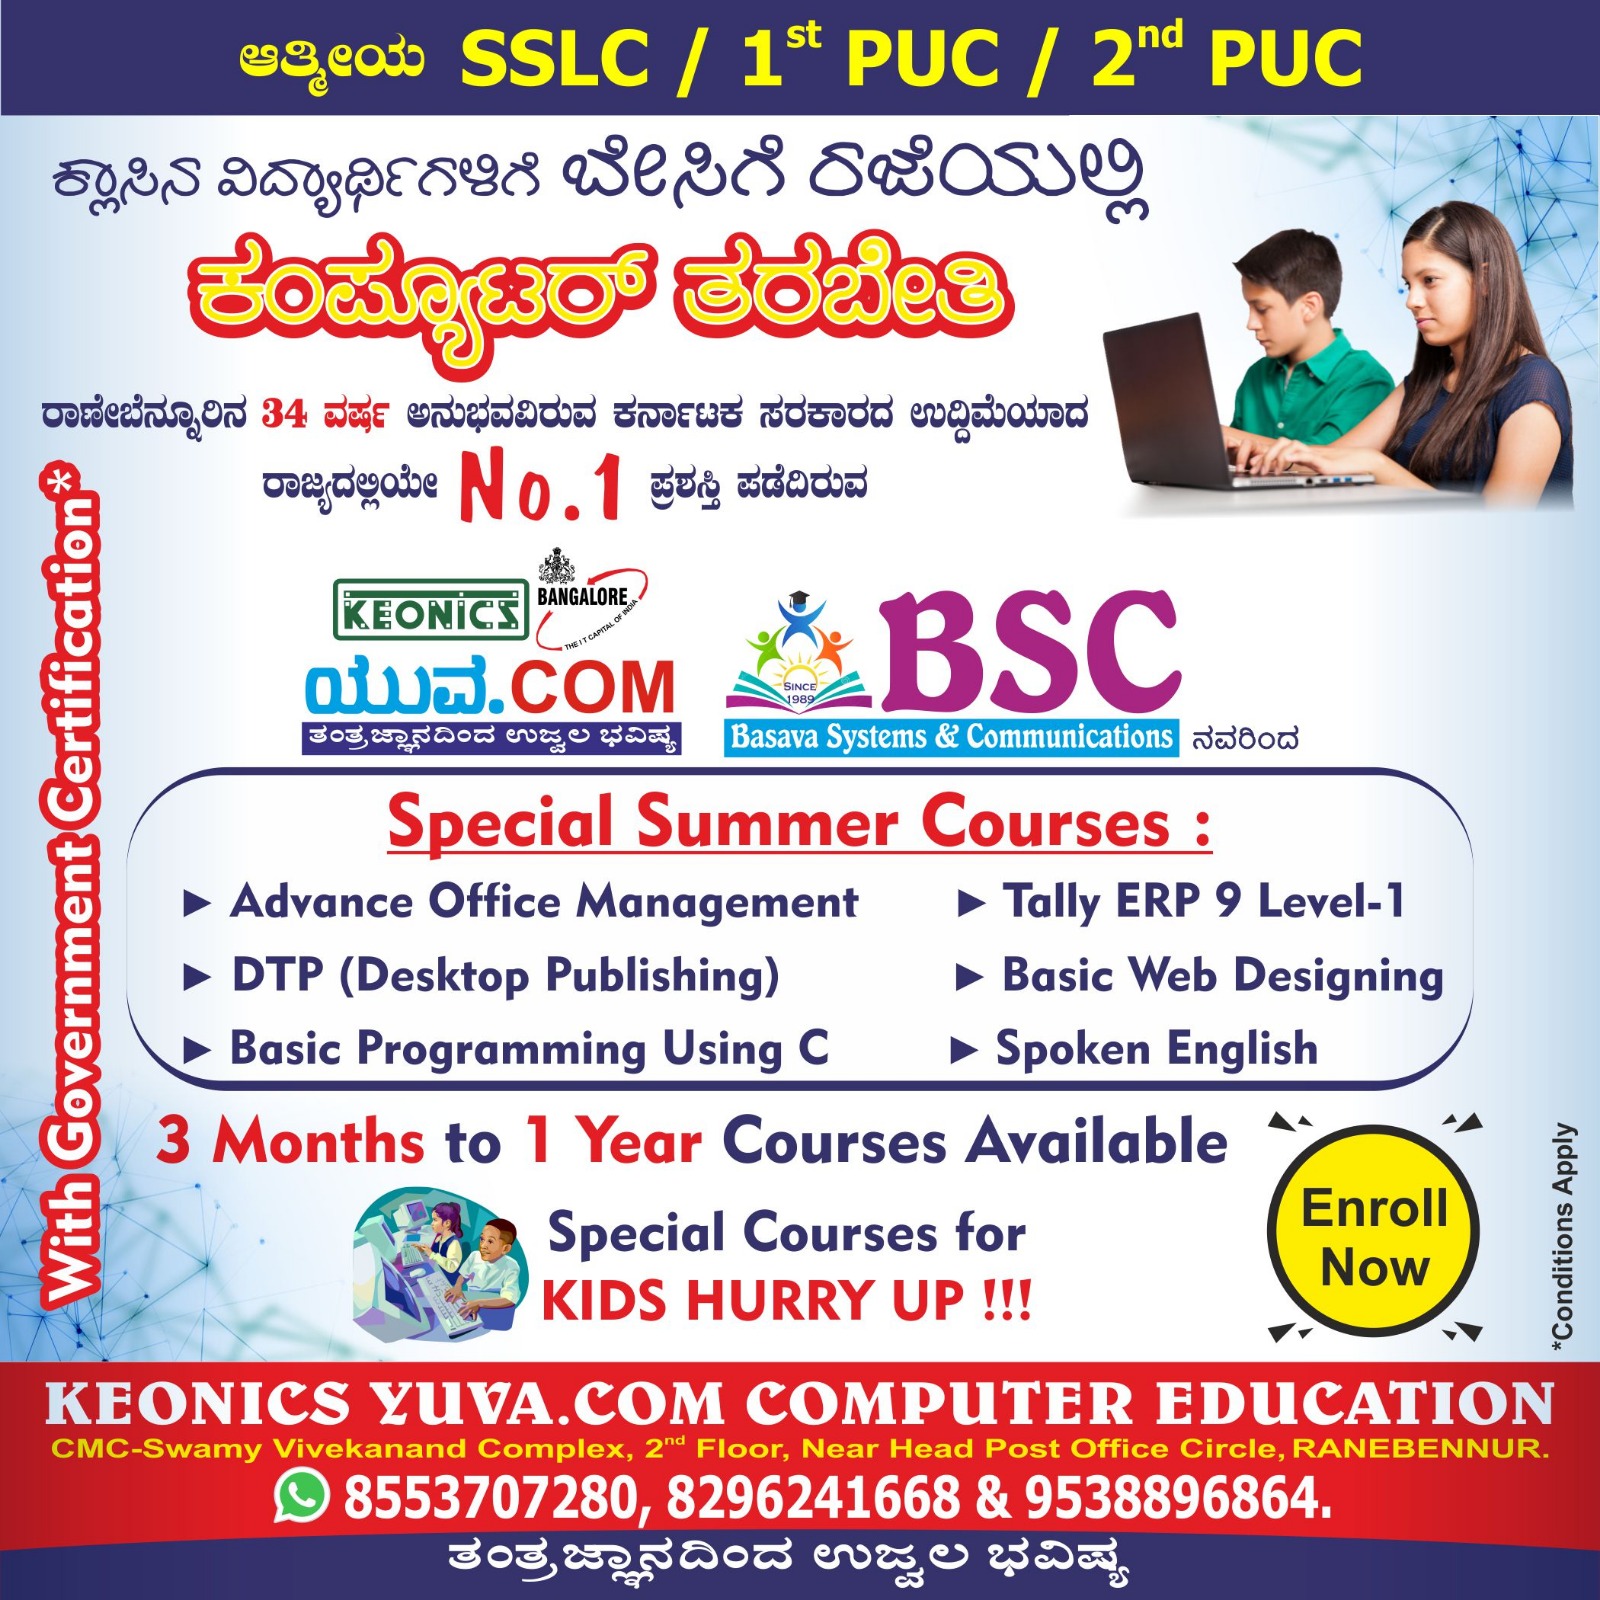 ಆತ್ಮೀಯ SSLC / 1st PUC / 2nd PUC
ಕ್ಲಾಸಿನ ವಿದ್ಯಾರ್ಥಿಗಳಿಗೆ ಬೇಸಿಗೆ ರಜೆಯಲ್ಲಿ
ಕಂಪ್ಯೂಟರ್ ತರಬೇತಿ
ರಾಣೇಬೆನ್ನೂರಿನ 34 ವರ್ಷ ಅನುಭವವಿರುವ ಕರ್ನಾಟಕ ಸರಕಾರದ ಉದ್ದಿಮೆಯಾದ
ರಾಜ್ಯದಲ್ಲಿಯೇ No.1 ಪ್ರಶಸ್ತಿ ಪಡೆದಿರುವ
With Government Certification*
KEONICS BANGALORE
THE I T CAPITAL OF INDIA
ಯುವ.COM
ತಂತ್ರಜ್ಞಾನದಿಂದ ಉಜ್ವಲ ಭವಿಷ್ಯ
SINCE
1989
BSC
Basava Systems & Communications ನವರಿಂದ
Special Summer Courses :
► Advance Office Management
► Tally ERP 9 Level-1
► DTP (Desktop Publishing)
► Basic Web Designing
► Basic Programming Using C
► Spoken English
3 Months to 1 Year Courses Available
Special Courses for
KIDS HURRY UP !!!
Enroll
Now
*Conditions Apply
KEONICS YUVA.COM COMPUTER EDUCATION
CMC-Swamy Vivekanand Complex, 2nd Floor, Near Head Post Office Circle, RANEBENNUR.
8553707280, 8296241668 & 9538896864.
ತಂತ್ರಜ್ಞಾನದಿಂದ ಉಜ್ವಲ ಭವಿಷ್ಯ